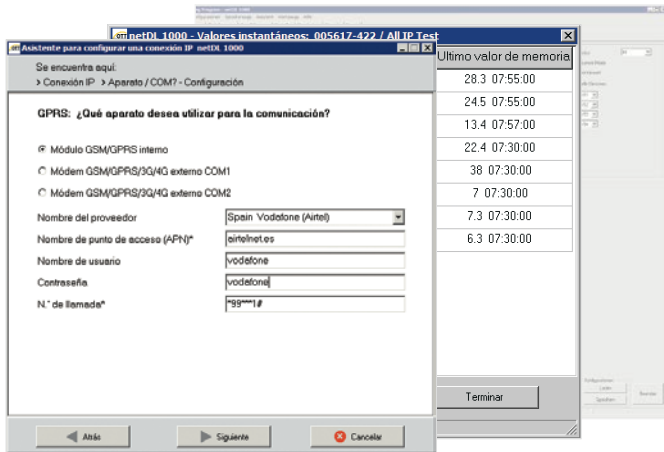 netDL 1000 - Valores instantáneos: 005617-422 / All IP Test
Asistente para configurar una conexión IP netDL 1000
Se encuentra aquí:
> Conexión IP > Aparato / COM? - Configuración
GPRS: ¿Qué aparato desea utilizar para la comunicación?
Módulo GSM/GPRS interno
Módem GSM/GPRS/3G/4G externo COM1
Módem GSM/GPRS/3G/4G externo COM2
Nombre del proveedor Spain Vodafone (Airtel)
Nombre de punto de acceso (APN)* airtelnet.es
Nombre de usuario vodafone
Contraseña vodafone
N.° de llamada* *99***1#
Atrás
Siguiente
Cancelar
Ultimo valor de memoria
28.3 07:55:00
24.5 07:55:00
13.4 07:57:00
22.4 07:30:00
38 07:30:00
7 07:30:00
7.3 07:30:00
6.3 07:30:00
Terminar